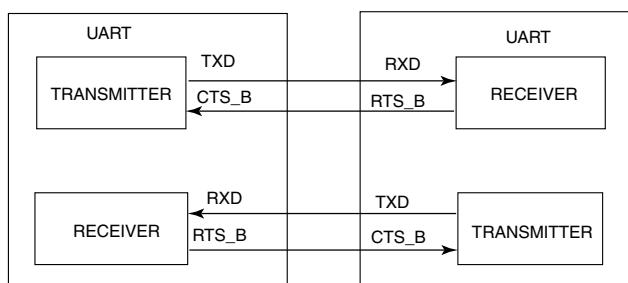 UART
UART
TXD
RXD
TRANSMITTER
CTS_B
RTS_B
RECEIVER
RXD
TXD
RECEIVER
RTS_B
CTS_B
TRANSMITTER